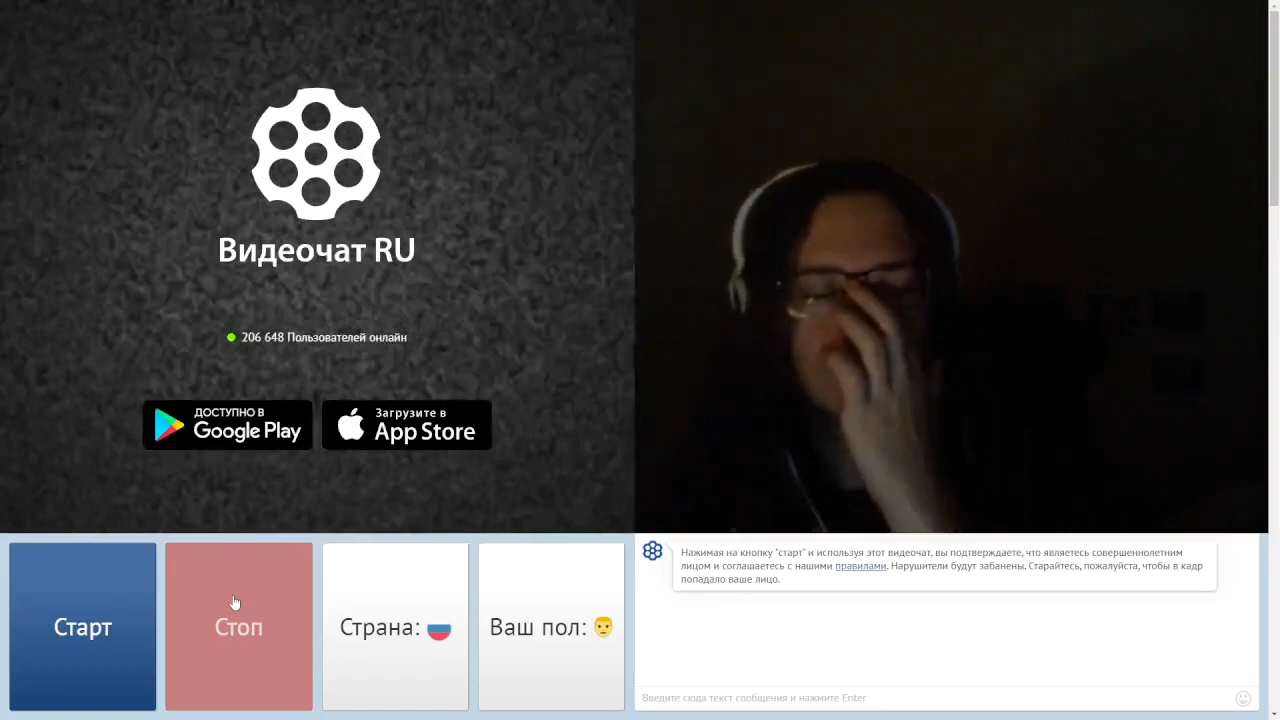 Видеочат RU
206 648 Пользователей онлайн
ДОСТУПНО В
Google Play
Загрузите в
App Store
Старт
Стоп
Страна:
Ваш пол:
Нажимая на кнопку "старт" и используя этот видеочат, вы подтверждаете, что являетесь совершеннолетним
лицом и соглашаетесь с нашими правилами. Нарушители будут забанены. Старайтесь, пожалуйста, чтобы в кадр
попадало ваше лицо.
Введите сюда текст сообщения и нажмите Enter